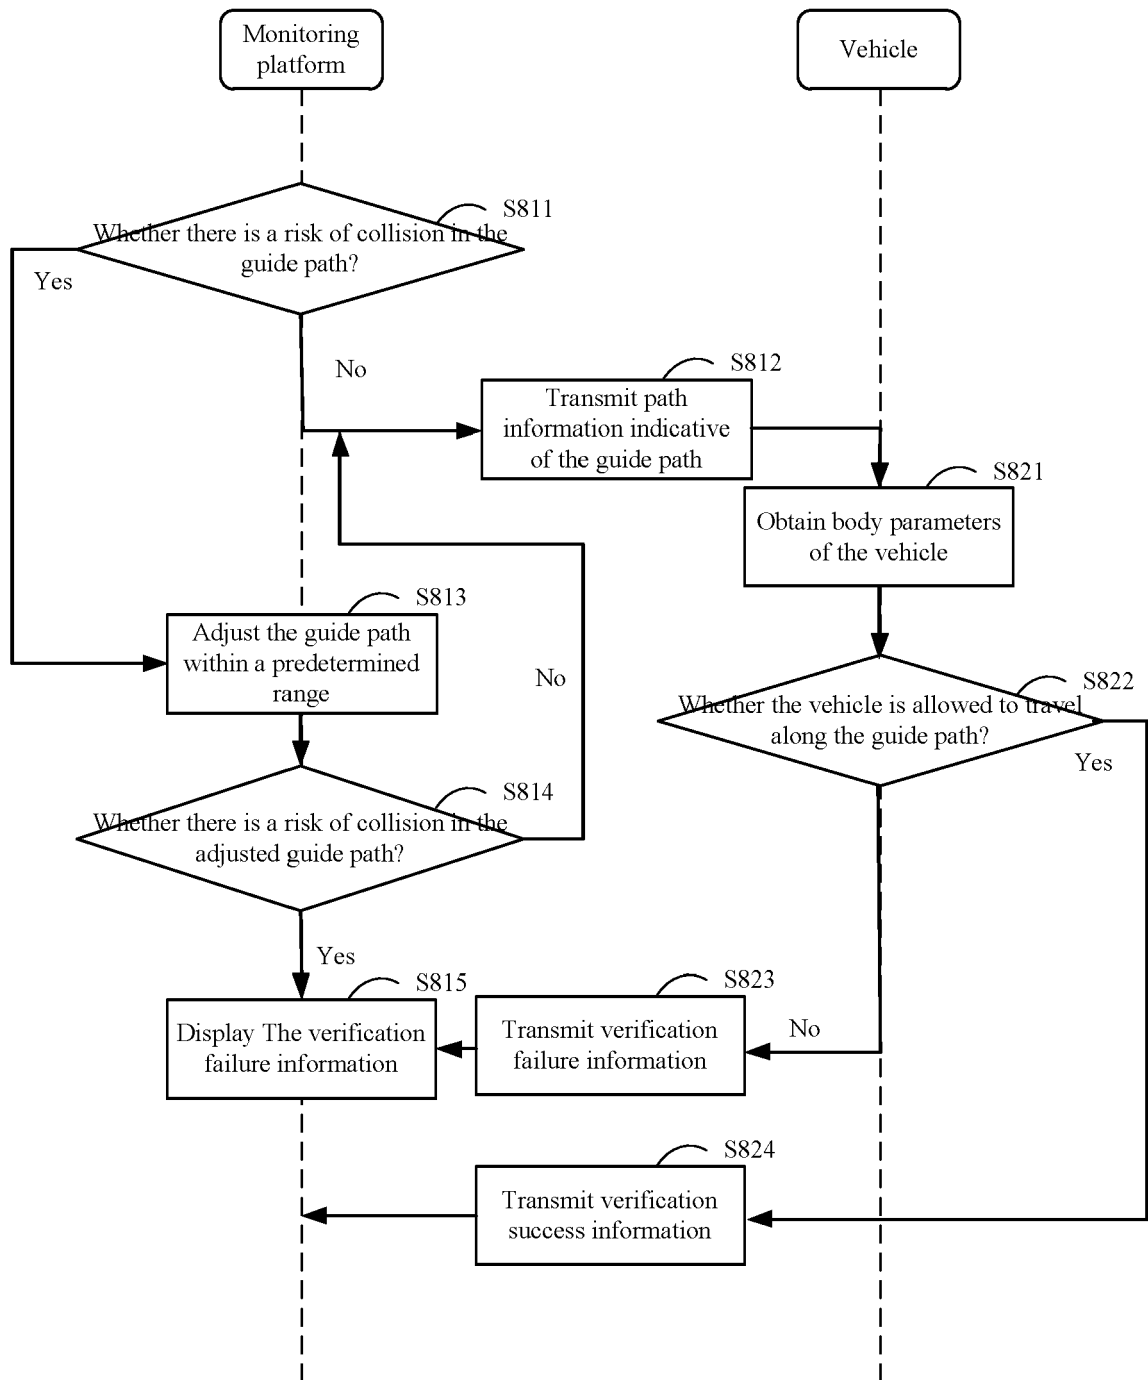 Monitoring
platform
Vehicle
S811
Whether there is a risk of collision in the
guide path?
Yes
No
S812
Transmit path
information indicative
of the guide path
S821
Obtain body parameters
of the vehicle
S813
Adjust the guide path
within a predetermined
range
No
S822
Whether the vehicle is allowed to travel
along the guide path?
Yes
S814
Whether there is a risk of collision in the
adjusted guide path?
Yes
S815
Display The verification
failure information
S823
Transmit verification
failure information
No
S824
Transmit verification
success information